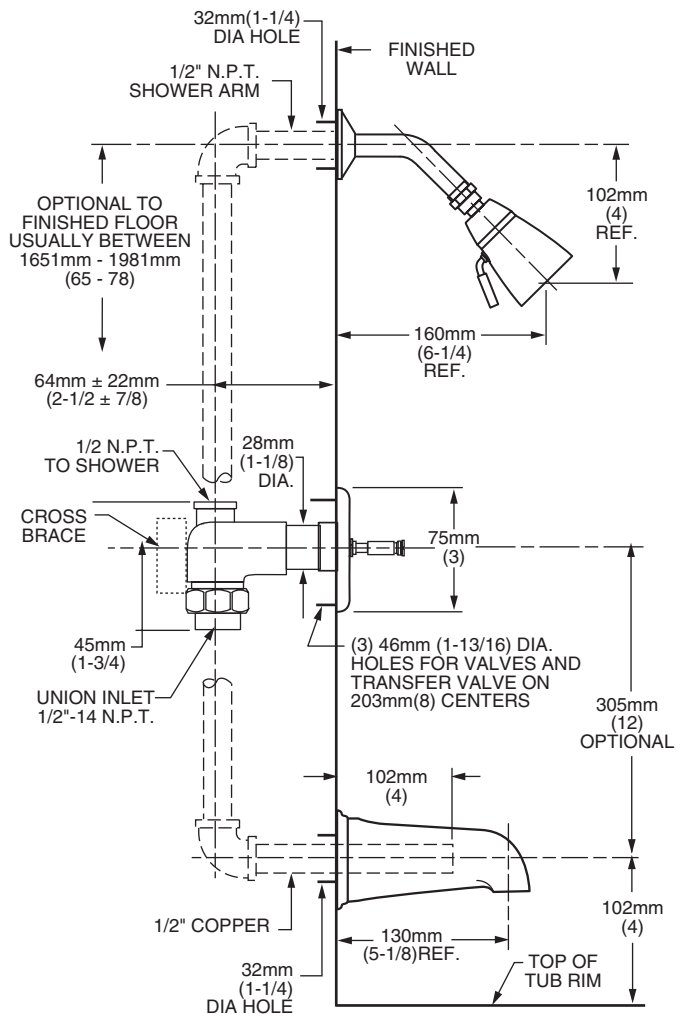 32mm(1-1/4)
DIA HOLE
FINISHED
WALL
1/2" N.P.T.
SHOWER ARM
OPTIONAL TO
FINISHED FLOOR
USUALLY BETWEEN
1651mm - 1981mm
(65 - 78)
102mm
(4)
REF.
160mm
(6-1/4)
REF.
64mm ± 22mm
(2-1/2 ± 7/8)
1/2 N.P.T.
TO SHOWER
28mm
(1-1/8)
DIA.
CROSS
BRACE
75mm
(3)
45mm
(1-3/4)
(3) 46mm (1-13/16) DIA.
HOLES FOR VALVES AND
TRANSFER VALVE ON
203mm(8) CENTERS
UNION INLET
1/2"-14 N.P.T.
305mm
(12)
OPTIONAL
102mm
(4)
1/2" COPPER
130mm
(5-1/8)REF.
102mm
(4)
32mm
(1-1/4)
DIA HOLE
TOP OF
TUB RIM